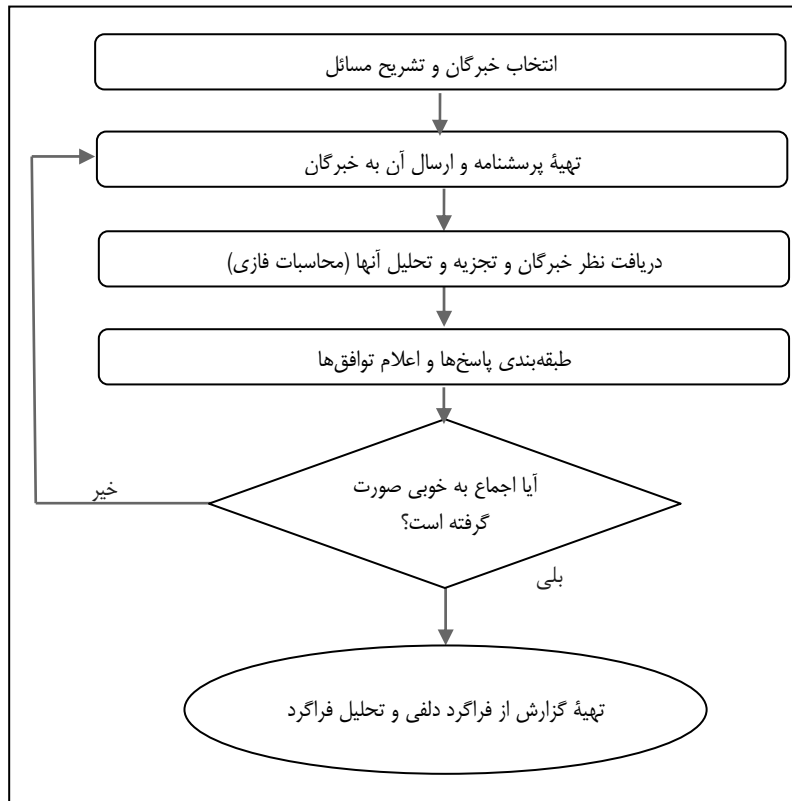 انتخاب خبرگان و تشریح مسائل
تهیهٔ پرسشنامه و ارسال آن به خبرگان
دریافت نظر خبرگان و تجزیه و تحلیل آنها (محاسبات فازی)
طبقه‌بندی پاسخ‌ها و اعلام توافق‌ها
آیا اجماع به خوبی صورت
گرفته است؟
خیر
بلی
تهیهٔ گزارش از فراگرد دلفی و تحلیل فراگرد